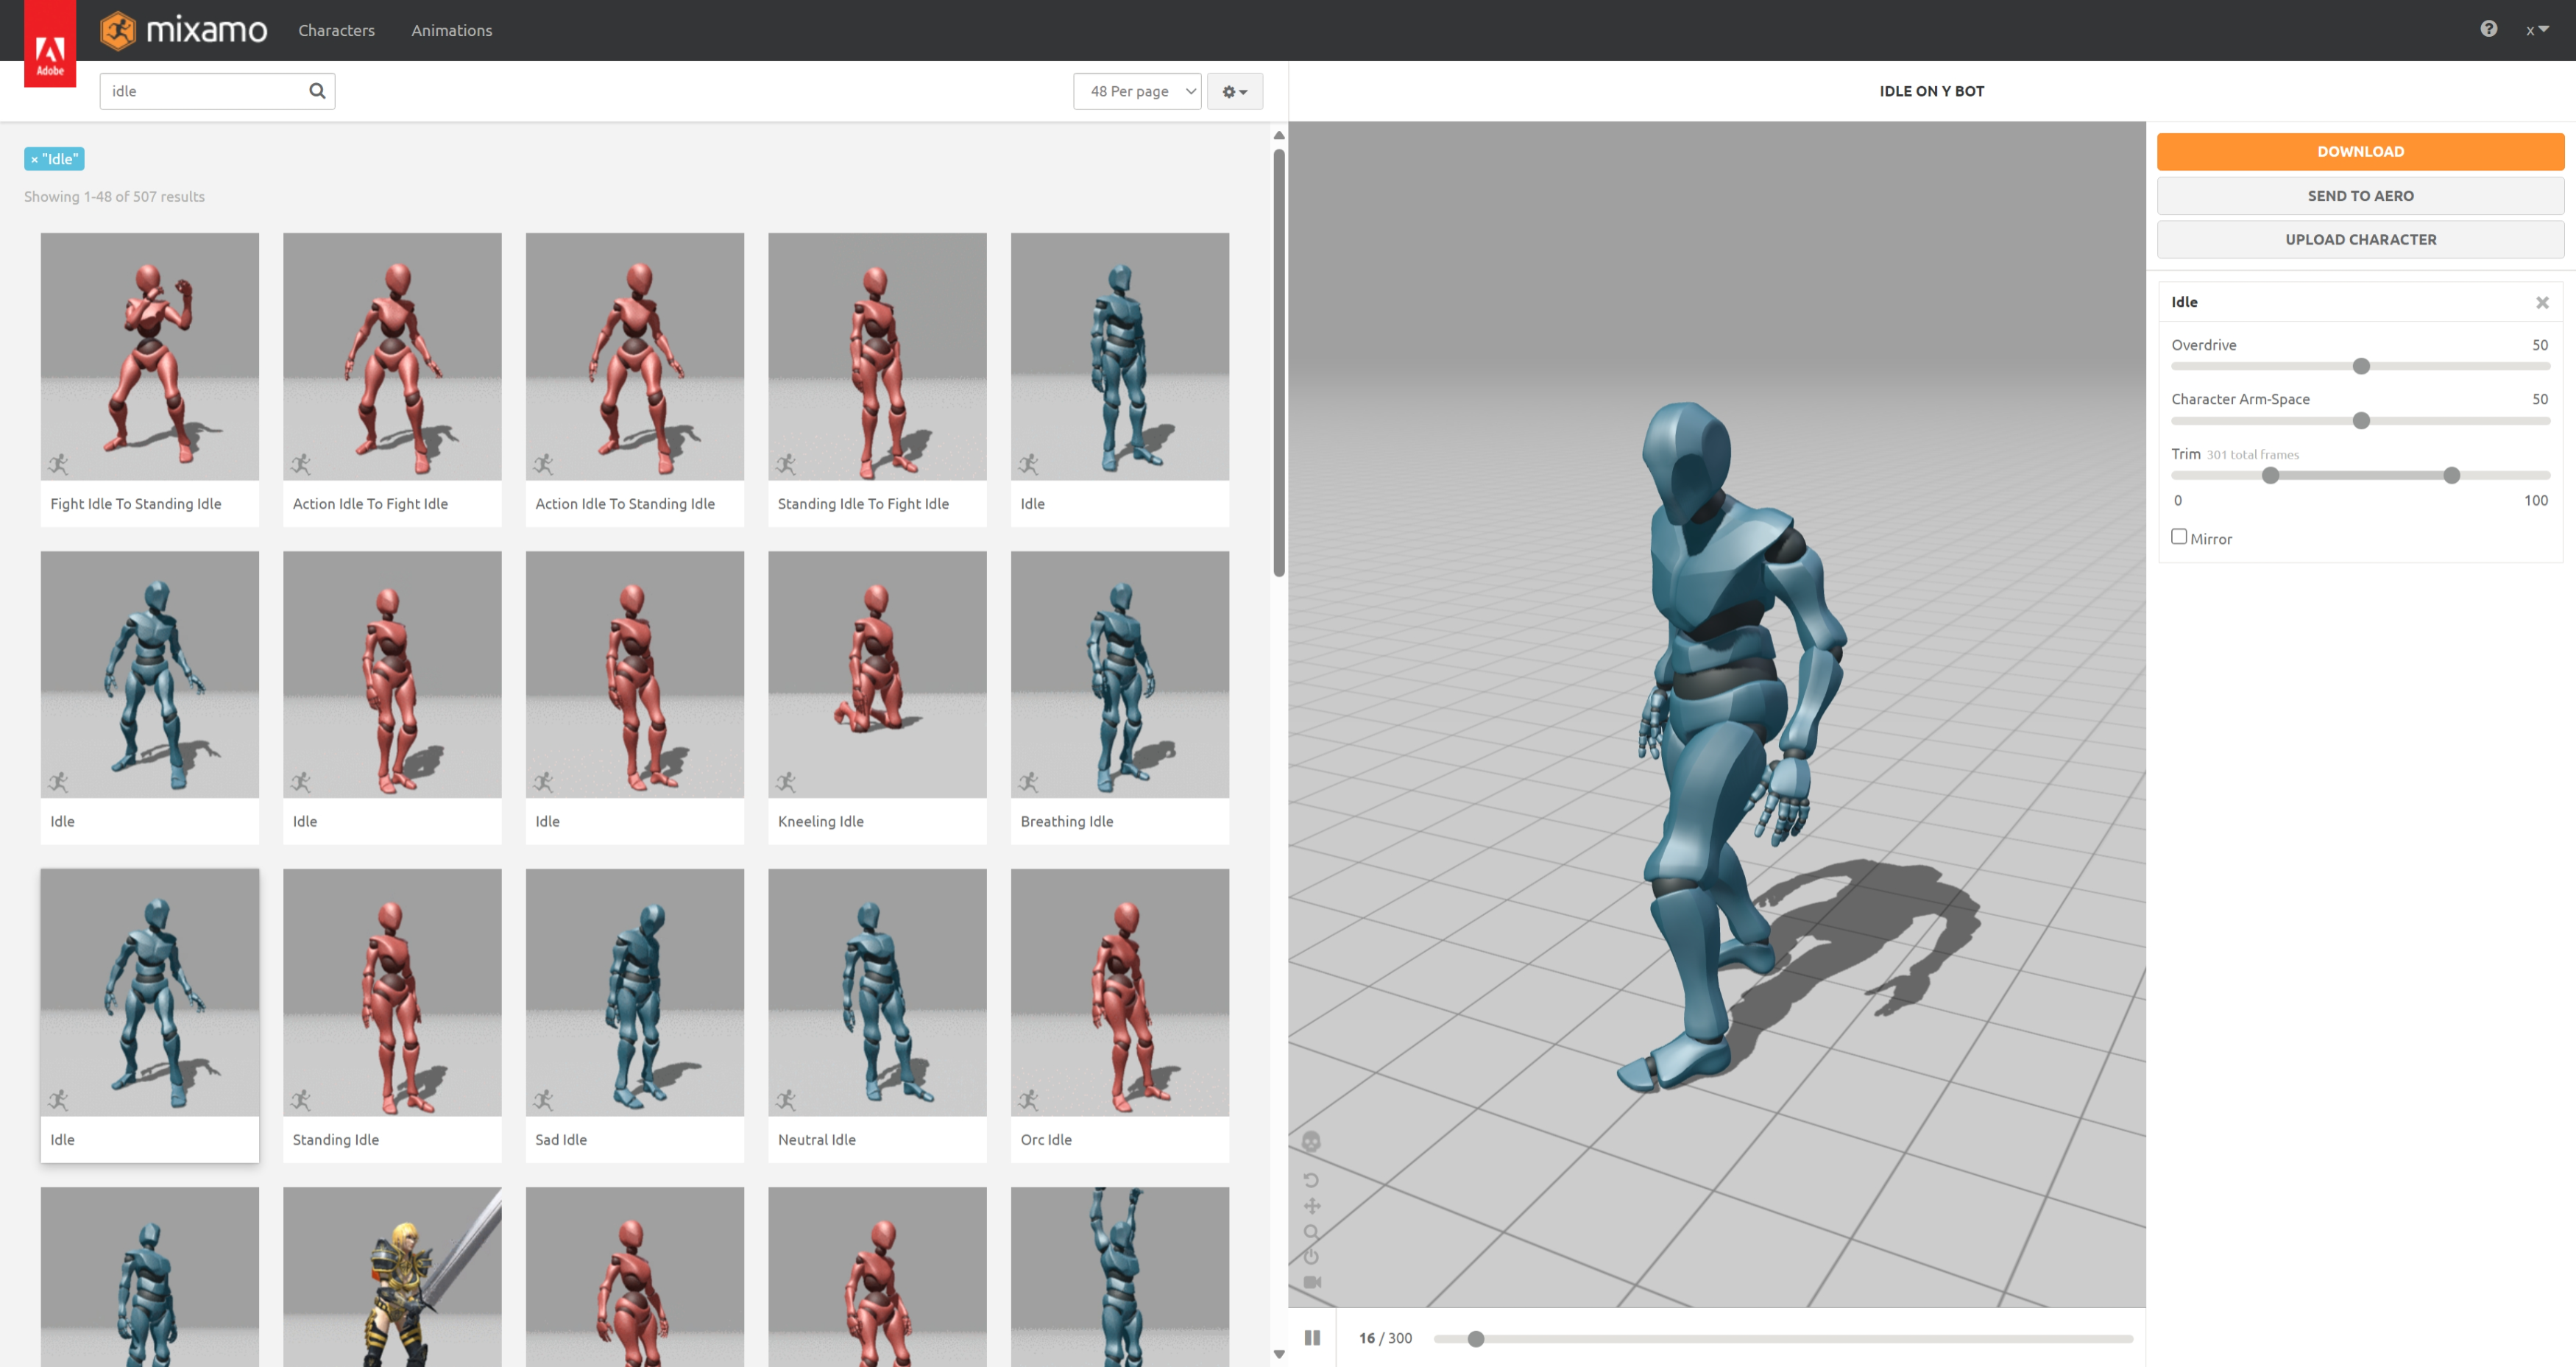 Adobe
mixamo
Characters
Animations
x
idle
48 Per page
IDLE ON Y BOT
× "Idle"
Showing 1-48 of 507 results
Fight Idle To Standing Idle
Action Idle To Fight Idle
Action Idle To Standing Idle
Standing Idle To Fight Idle
Idle
Idle
Idle
Idle
Kneeling Idle
Breathing Idle
Idle
Standing Idle
Sad Idle
Neutral Idle
Orc Idle
16 / 300
DOWNLOAD
SEND TO AERO
UPLOAD CHARACTER
Idle
Overdrive 50
Character Arm-Space 50
Trim 301 total frames
0 100
Mirror